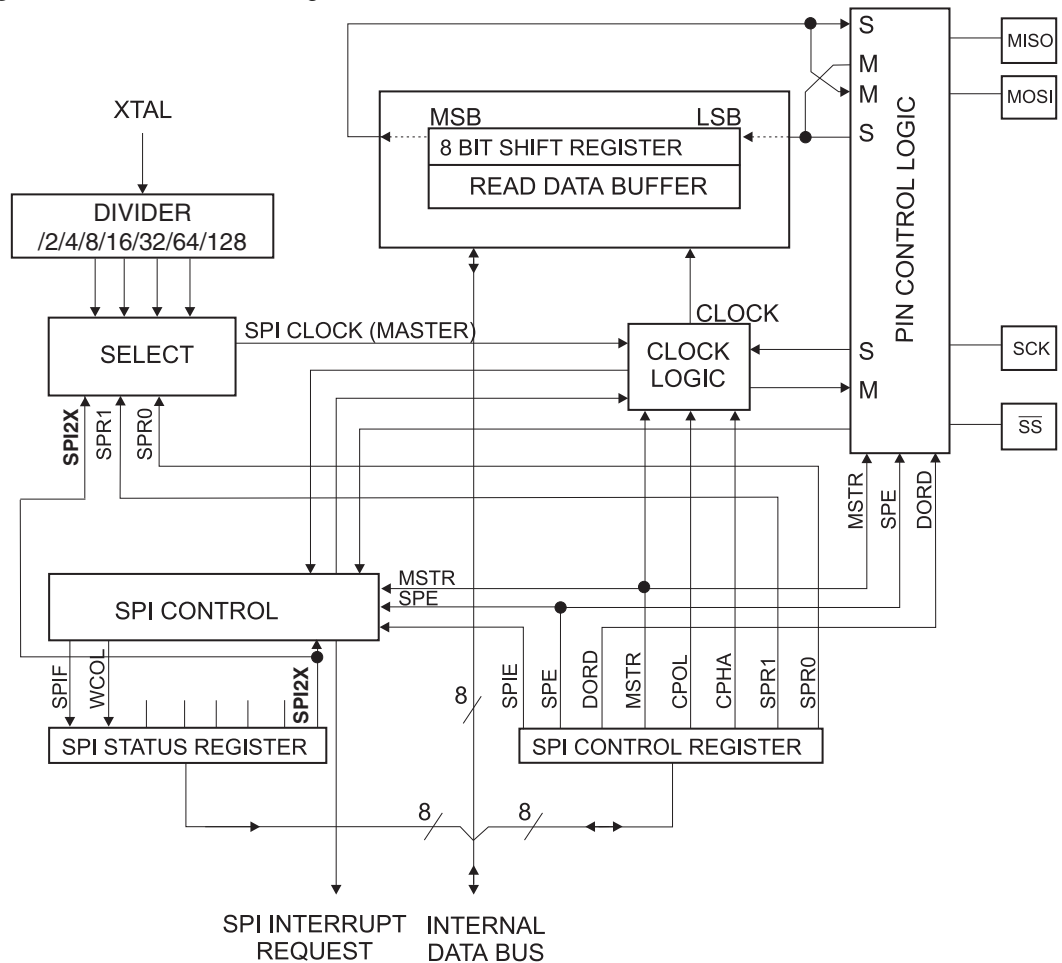 S
MISO
M
MSB
LSB
M
MOSI
XTAL
8 BIT SHIFT REGISTER
S
READ DATA BUFFER
PIN CONTROL LOGIC
DIVIDER
/2/4/8/16/32/64/128
CLOCK
SPI CLOCK (MASTER)
SELECT
CLOCK
LOGIC
S
SCK
M
SPI2X
SPR1
SPR0
SS
MSTR
SPE
DORD
MSTR
SPE
SPI CONTROL
SPIF
WCOL
SPI2X
8
SPIE
SPE
DORD
MSTR
CPOL
CPHA
SPR1
SPR0
SPI STATUS REGISTER
SPI CONTROL REGISTER
8
8
SPI INTERRUPT
REQUEST
INTERNAL
DATA BUS